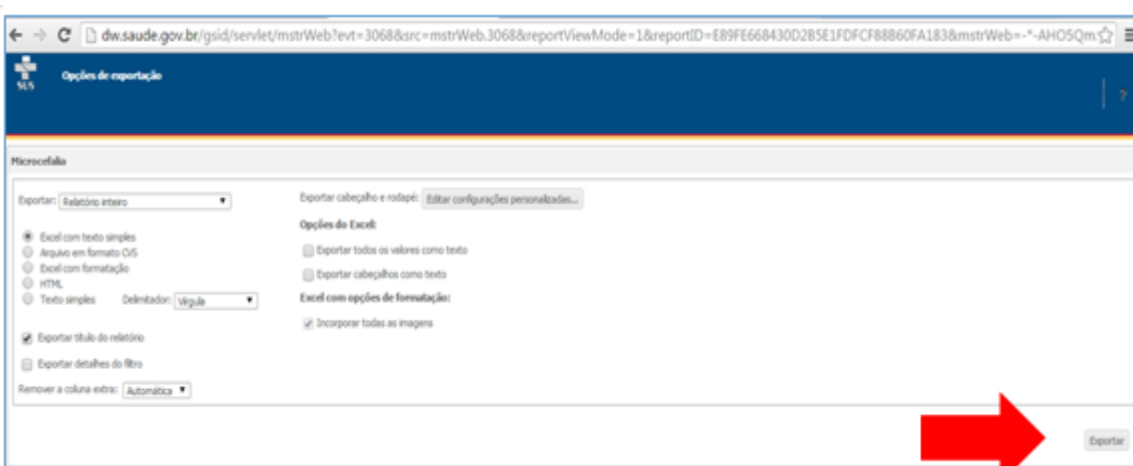 dw.saude.gov.br/gsid/servlet/mstrWeb?evt=3068&src=mstrWeb.3068&reportViewMode=1&reportID=E89FE668430D2B5E1FDFCF88B60FA183&mstrWeb=-*-AHO5Qm
SUS
Opções de exportação
?
Microcefalia
Exportar: Relatório inteiro
Excel com texto simples
Arquivo em formato CVS
Excel com formatação
HTML
Texto simples Delimitador: Vírgula
Exportar título do relatório
Exportar detalhes do filtro
Remover a coluna extra: Automática
Exportar cabeçalho e rodapé: Editar configurações personalizadas...
Opções do Excel:
Exportar todos os valores como texto
Exportar cabeçalhos como texto
Excel com opções de formatação:
Incorporar todas as imagens
Exportar